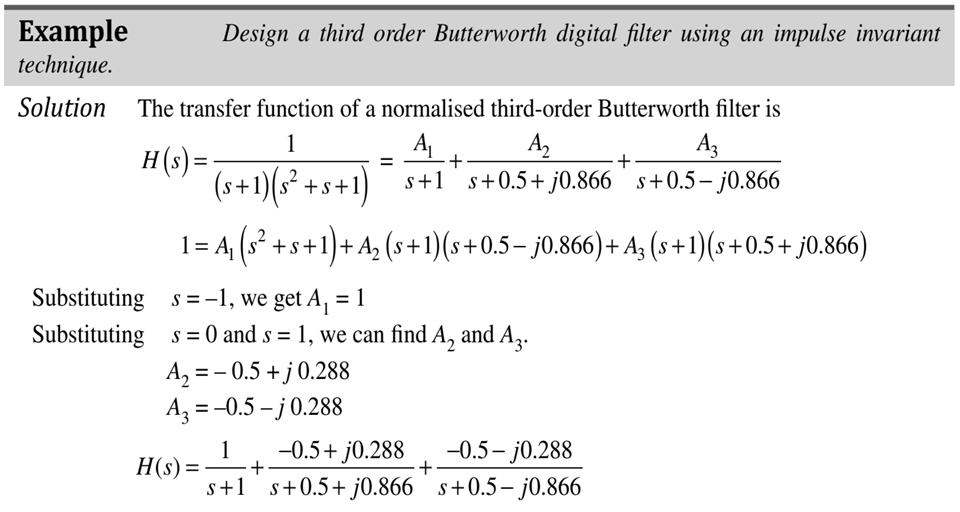 Example Design a third order Butterworth digital filter using an impulse invariant
technique.
Solution The transfer function of a normalised third-order Butterworth filter is
H(s) = 1 / ((s+1)(s² + s + 1)) = A₁ / (s+1) + A₂ / (s + 0.5 + j0.866) + A₃ / (s + 0.5 – j0.866)
1 = A₁(s² + s + 1) + A₂(s+1)(s + 0.5 – j0.866) + A₃(s+1)(s + 0.5 + j0.866)
Substituting s = –1, we get A₁ = 1
Substituting s = 0 and s = 1, we can find A₂ and A₃.
A₂ = – 0.5 + j 0.288
A₃ = –0.5 – j 0.288
H(s) = 1 / (s+1) + (–0.5 + j0.288) / (s + 0.5 + j0.866) + (–0.5 – j0.288) / (s + 0.5 – j0.866)